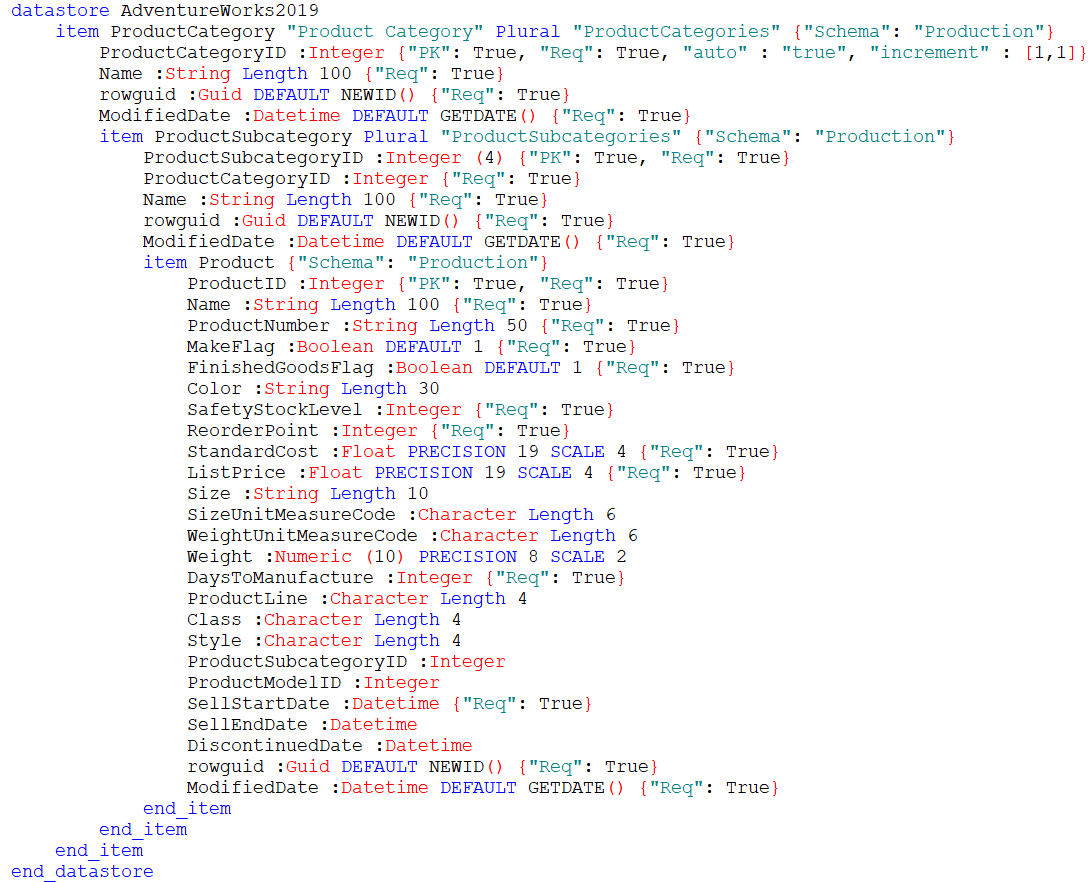 datastore AdventureWorks2019
item ProductCategory "Product Category" Plural "ProductCategories" {"Schema": "Production"}
ProductCategoryID :Integer {"PK": True, "Req": True, "auto" : "true", "increment" : [1,1]}
Name :String Length 100 {"Req": True}
rowguid :Guid DEFAULT NEWID() {"Req": True}
ModifiedDate :Datetime DEFAULT GETDATE() {"Req": True}
item ProductSubcategory Plural "ProductSubcategories" {"Schema": "Production"}
ProductSubcategoryID :Integer (4) {"PK": True, "Req": True}
ProductCategoryID :Integer {"Req": True}
Name :String Length 100 {"Req": True}
rowguid :Guid DEFAULT NEWID() {"Req": True}
ModifiedDate :Datetime DEFAULT GETDATE() {"Req": True}
item Product {"Schema": "Production"}
ProductID :Integer {"PK": True, "Req": True}
Name :String Length 100 {"Req": True}
ProductNumber :String Length 50 {"Req": True}
MakeFlag :Boolean DEFAULT 1 {"Req": True}
FinishedGoodsFlag :Boolean DEFAULT 1 {"Req": True}
Color :String Length 30
SafetyStockLevel :Integer {"Req": True}
ReorderPoint :Integer {"Req": True}
StandardCost :Float PRECISION 19 SCALE 4 {"Req": True}
ListPrice :Float PRECISION 19 SCALE 4 {"Req": True}
Size :String Length 10
SizeUnitMeasureCode :Character Length 6
WeightUnitMeasureCode :Character Length 6
Weight :Numeric (10) PRECISION 8 SCALE 2
DaysToManufacture :Integer {"Req": True}
ProductLine :Character Length 4
Class :Character Length 4
Style :Character Length 4
ProductSubcategoryID :Integer
ProductModelID :Integer
SellStartDate :Datetime {"Req": True}
SellEndDate :Datetime
DiscontinuedDate :Datetime
rowguid :Guid DEFAULT NEWID() {"Req": True}
ModifiedDate :Datetime DEFAULT GETDATE() {"Req": True}
end_item
end_item
end_item
end_datastore